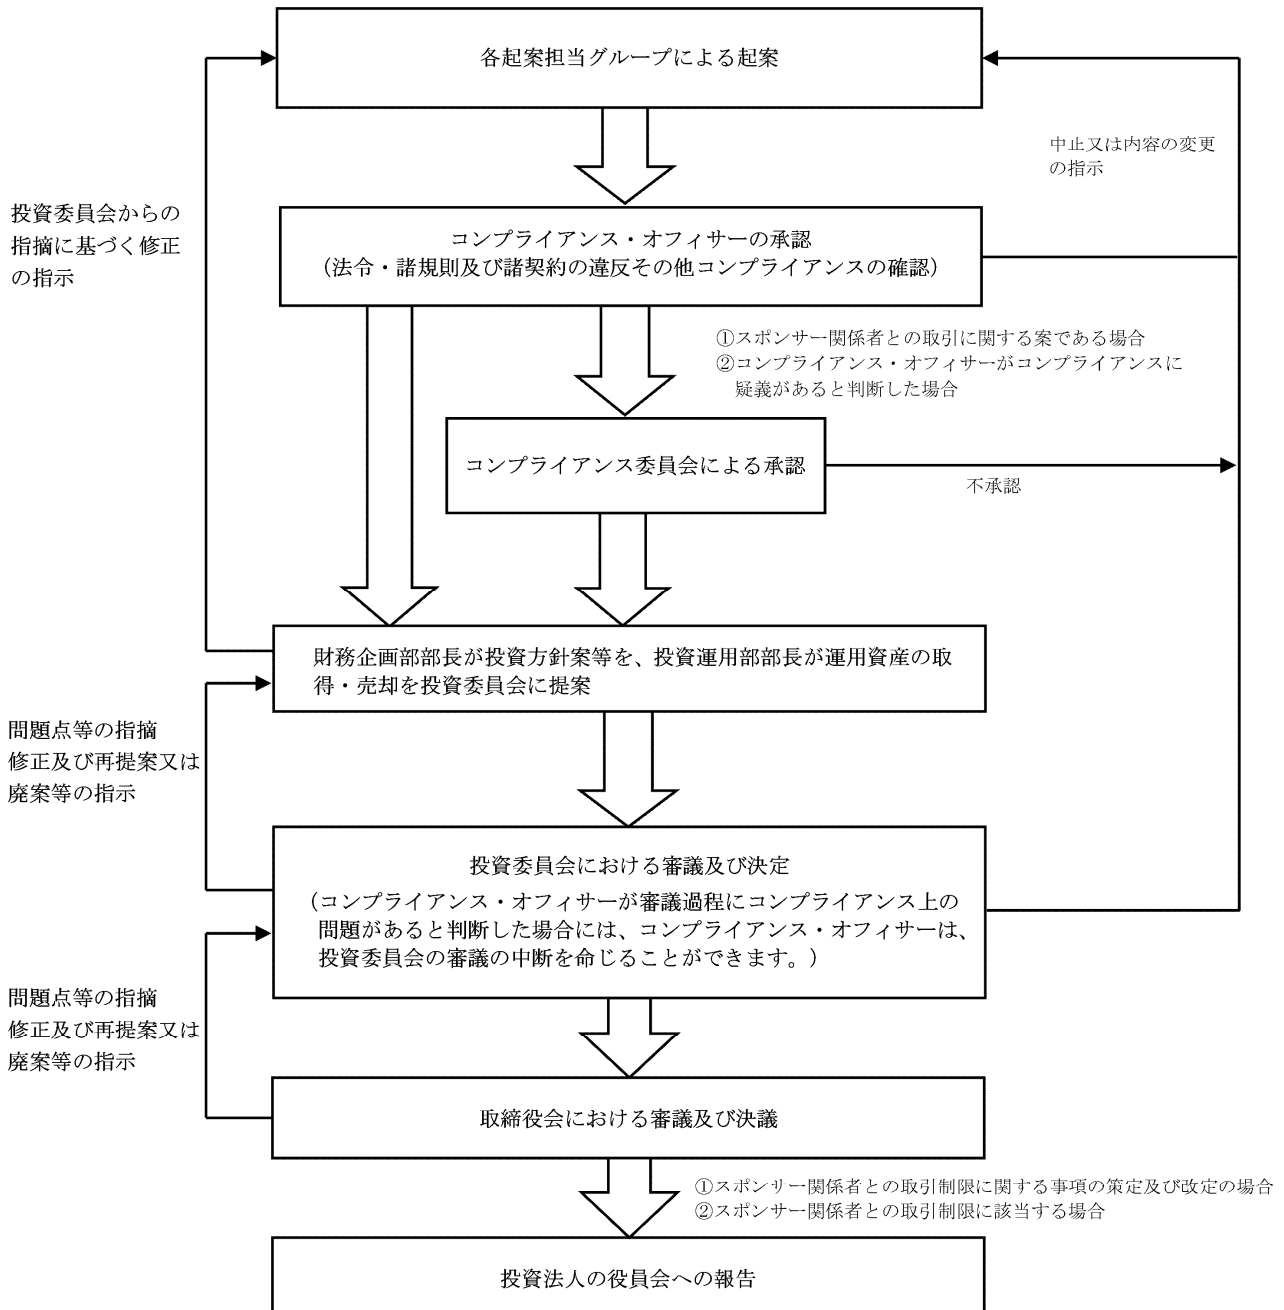 各起案担当グループによる起案
中止又は内容の変更
の指示
投資委員会からの
指摘に基づく修正
の指示
コンプライアンス・オフィサーの承認
（法令・諸規則及び諸契約の違反その他コンプライアンスの確認）
①スポンサー関係者との取引に関する案である場合
②コンプライアンス・オフィサーがコンプライアンスに
疑義があると判断した場合
コンプライアンス委員会による承認
不承認
財務企画部部長が投資方針案等を、投資運用部部長が運用資産の取
得・売却を投資委員会に提案
問題点等の指摘
修正及び再提案又は
廃案等の指示
投資委員会における審議及び決定
（コンプライアンス・オフィサーが審議過程にコンプライアンス上の
問題があると判断した場合には、コンプライアンス・オフィサーは、
投資委員会の審議の中断を命じることができます。）
問題点等の指摘
修正及び再提案又は
廃案等の指示
取締役会における審議及び決議
①スポンサー関係者との取引制限に関する事項の策定及び改定の場合
②スポンサー関係者との取引制限に該当する場合
投資法人の役員会への報告